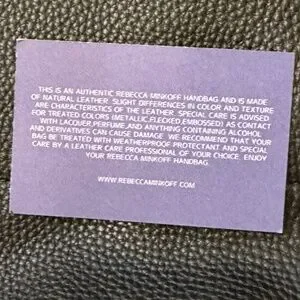 THIS IS AN AUTHENTIC REBECCA MINKOFF HANDBAG AND IS MADE
OF NATURAL LEATHER. SLIGHT DIFFERENCES IN COLOR AND TEXTURE
ARE CHARACTERISTICS OF THE LEATHER. SPECIAL CARE IS ADVISED
FOR TREATED COLORS (METALLIC,FLECKED,EMBOSSED) AS CONTACT
WITH LACQUER,PERFUME,AND ANYTHING CONTAINING ALCOHOL
AND DERIVATIVES CAN CAUSE DAMAGE. WE RECOMMEND THAT YOUR
BAG BE TREATED WITH WEATHERPROOF PROTECTANT AND SPECIAL
CARE BY A LEATHER CARE PROFESSIONAL OF YOUR CHOICE. ENJOY
YOUR REBECCA MINKOFF HANDBAG.
WWW.REBECCAMINKOFF.COM